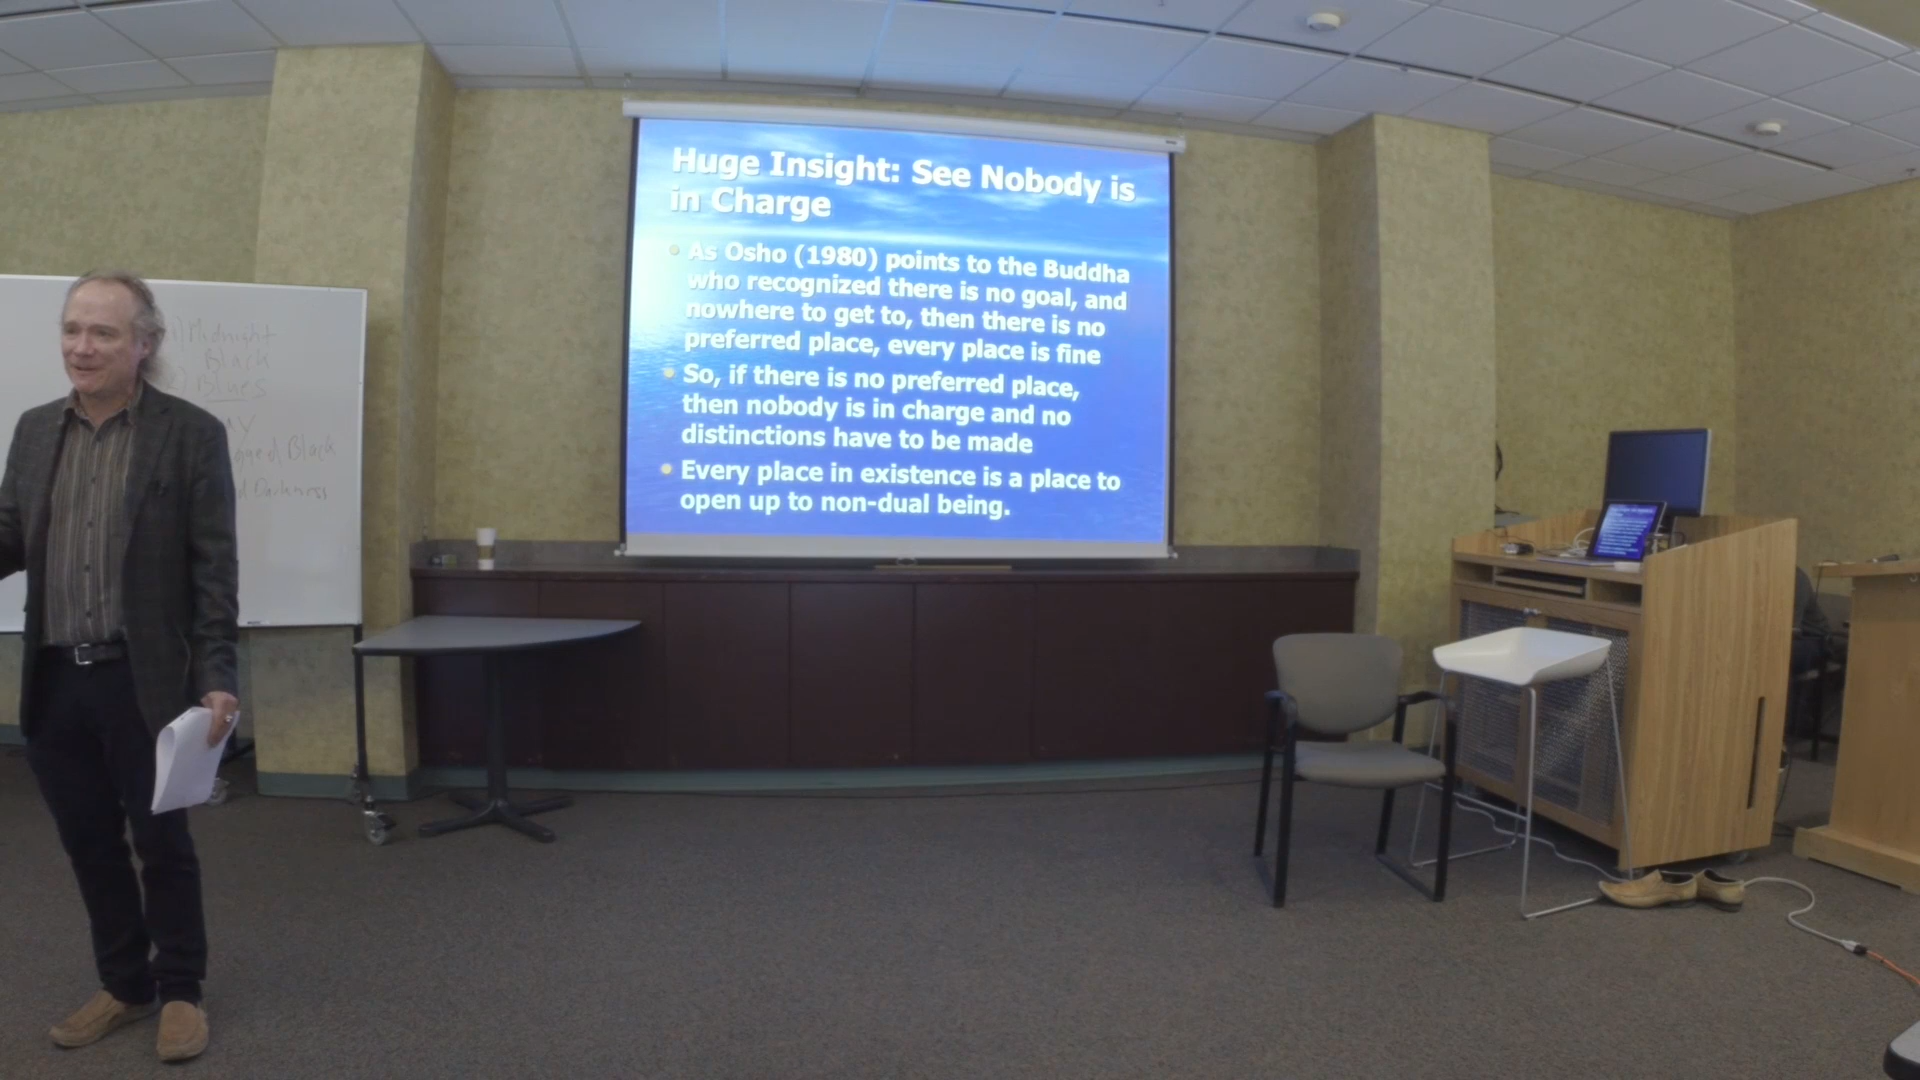 Huge Insight: See Nobody is
in Charge
As Osho (1980) points to the Buddha
who recognized there is no goal, and
nowhere to get to, then there is no
preferred place, every place is fine
So, if there is no preferred place,
then nobody is in charge and no
distinctions have to be made
Every place in existence is a place to
open up to non-dual being.
1) Midnight
Black
2) Blues
Black
Darkness